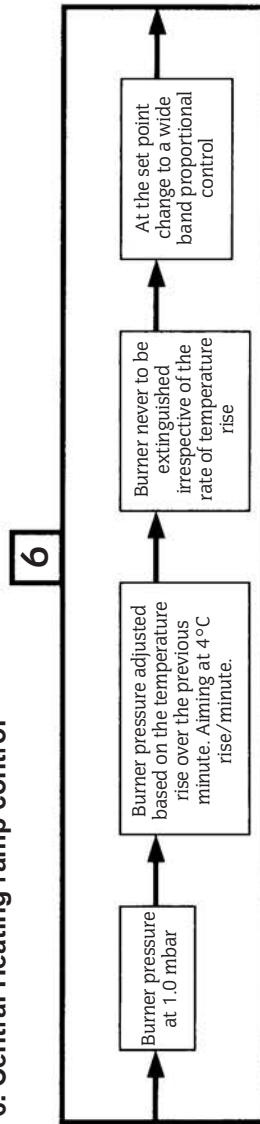 6. Central Heating ramp control
6
Burner pressure
at 1.0 mbar
Burner pressure adjusted
based on the temperature
rise over the previous
minute. Aiming at 4°C
rise/minute.
Burner never to be
extinguished
irrespective of the
rate of temperature
rise
At the set point
change to a wide
band proportional
control